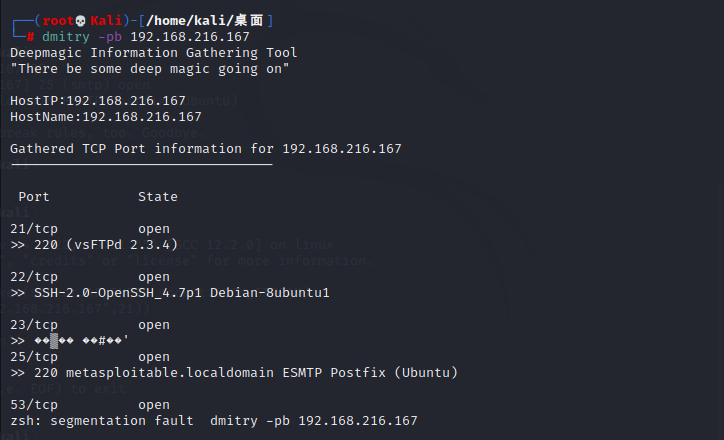 ┌──(root💀Kali)-[/home/kali/桌面]
└─# dmitry -pb 192.168.216.167
Deepmagic Information Gathering Tool
"There be some deep magic going on"
HostIP:192.168.216.167
HostName:192.168.216.167
Gathered TCP Port information for 192.168.216.167
---------------------------------
Port State
21/tcp open
>> 220 (vsFTPd 2.3.4)
22/tcp open
>> SSH-2.0-OpenSSH_4.7p1 Debian-8ubuntu1
23/tcp open
>> ��▒�� ��#��'
25/tcp open
>> 220 metasploitable.localdomain ESMTP Postfix (Ubuntu)
53/tcp open
zsh: segmentation fault dmitry -pb 192.168.216.167